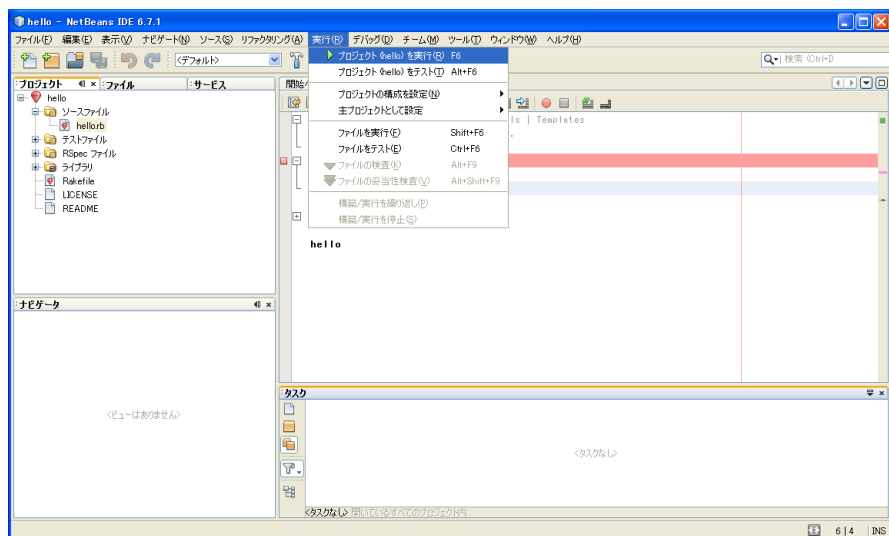 hello - NetBeans IDE 6.7.1
ファイル(F) 編集(E) 表示(V) ナビゲート(N) ソース(S) リファクタリング(A) 実行(R) デバッグ(D) チーム(M) ツール(T) ウィンドウ(W) ヘルプ(H)
<デフォルト>
検索 (Ctrl+I)
プロジェクト (hello) を実行(R) F6
プロジェクト (hello) をテスト(T) Alt+F6
プロジェクトの構成を設定(N)
主プロジェクトとして設定
ファイルを実行(E) Shift+F6
ファイルをテスト(E) Ctrl+F6
ファイルの検査(K) Alt+F9
ファイルの妥当性検査(V) Alt+Shift+F9
構築/実行を繰り返し(P)
構築/実行を停止(S)
プロジェクト ファイル サービス
hello
ソースファイル
hello.rb
テストファイル
RSpec ファイル
ライブラリ
Rakefile
LICENSE
README
開始
ls | Templates
.
hello
ナビゲータ
<ビューはありません>
タスク
<タスクなし>
<タスクなし> 開いているすべてのプロジェクト内
6 | 4 INS